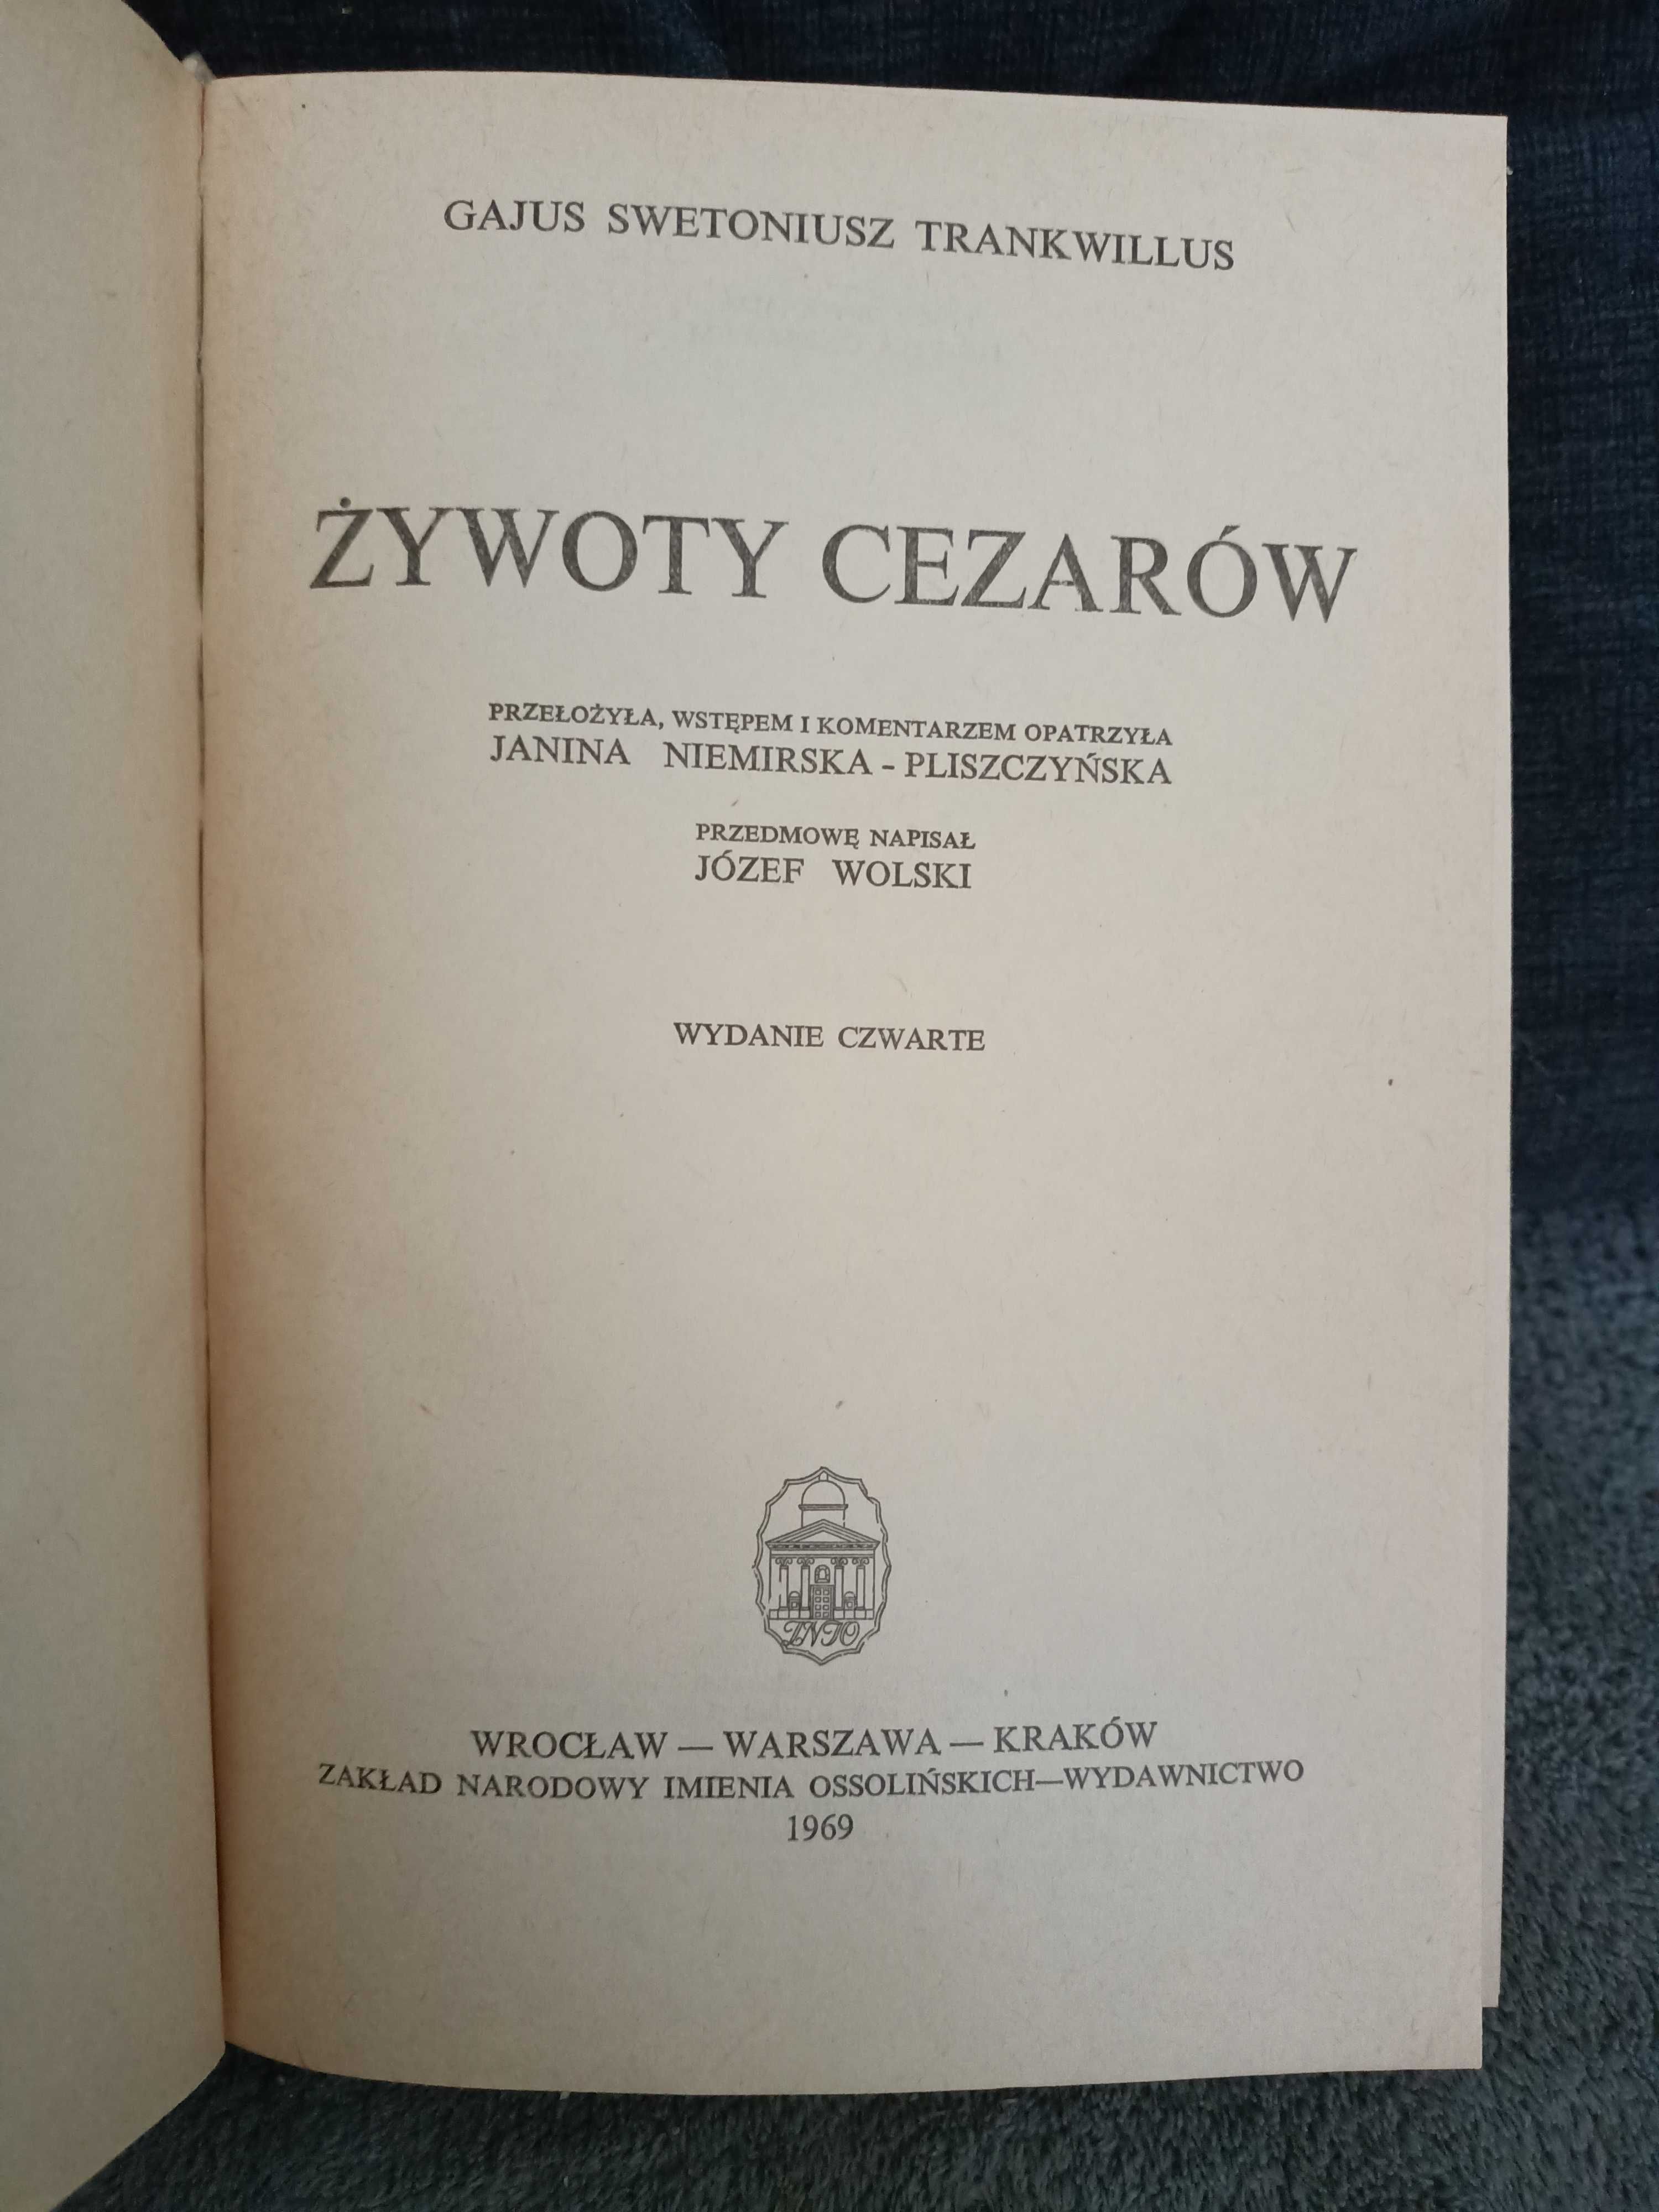 GAJUS SWETONIUSZ TRANKWILLUS
ŻYWOTY CEZARÓW
PRZEŁOŻYŁA, WSTĘPEM I KOMENTARZEM OPATRZYŁA
JANINA NIEMIRSKA-PLISZCZYŃSKA
PRZEDMOWĘ NAPISAŁ
JÓZEF WOLSKI
WYDANIE CZWARTE
ZNIO
WROCŁAW — WARSZAWA — KRAKÓW
ZAKŁAD NARODOWY IMIENIA OSSOLIŃSKICH—WYDAWNICTWO
1969